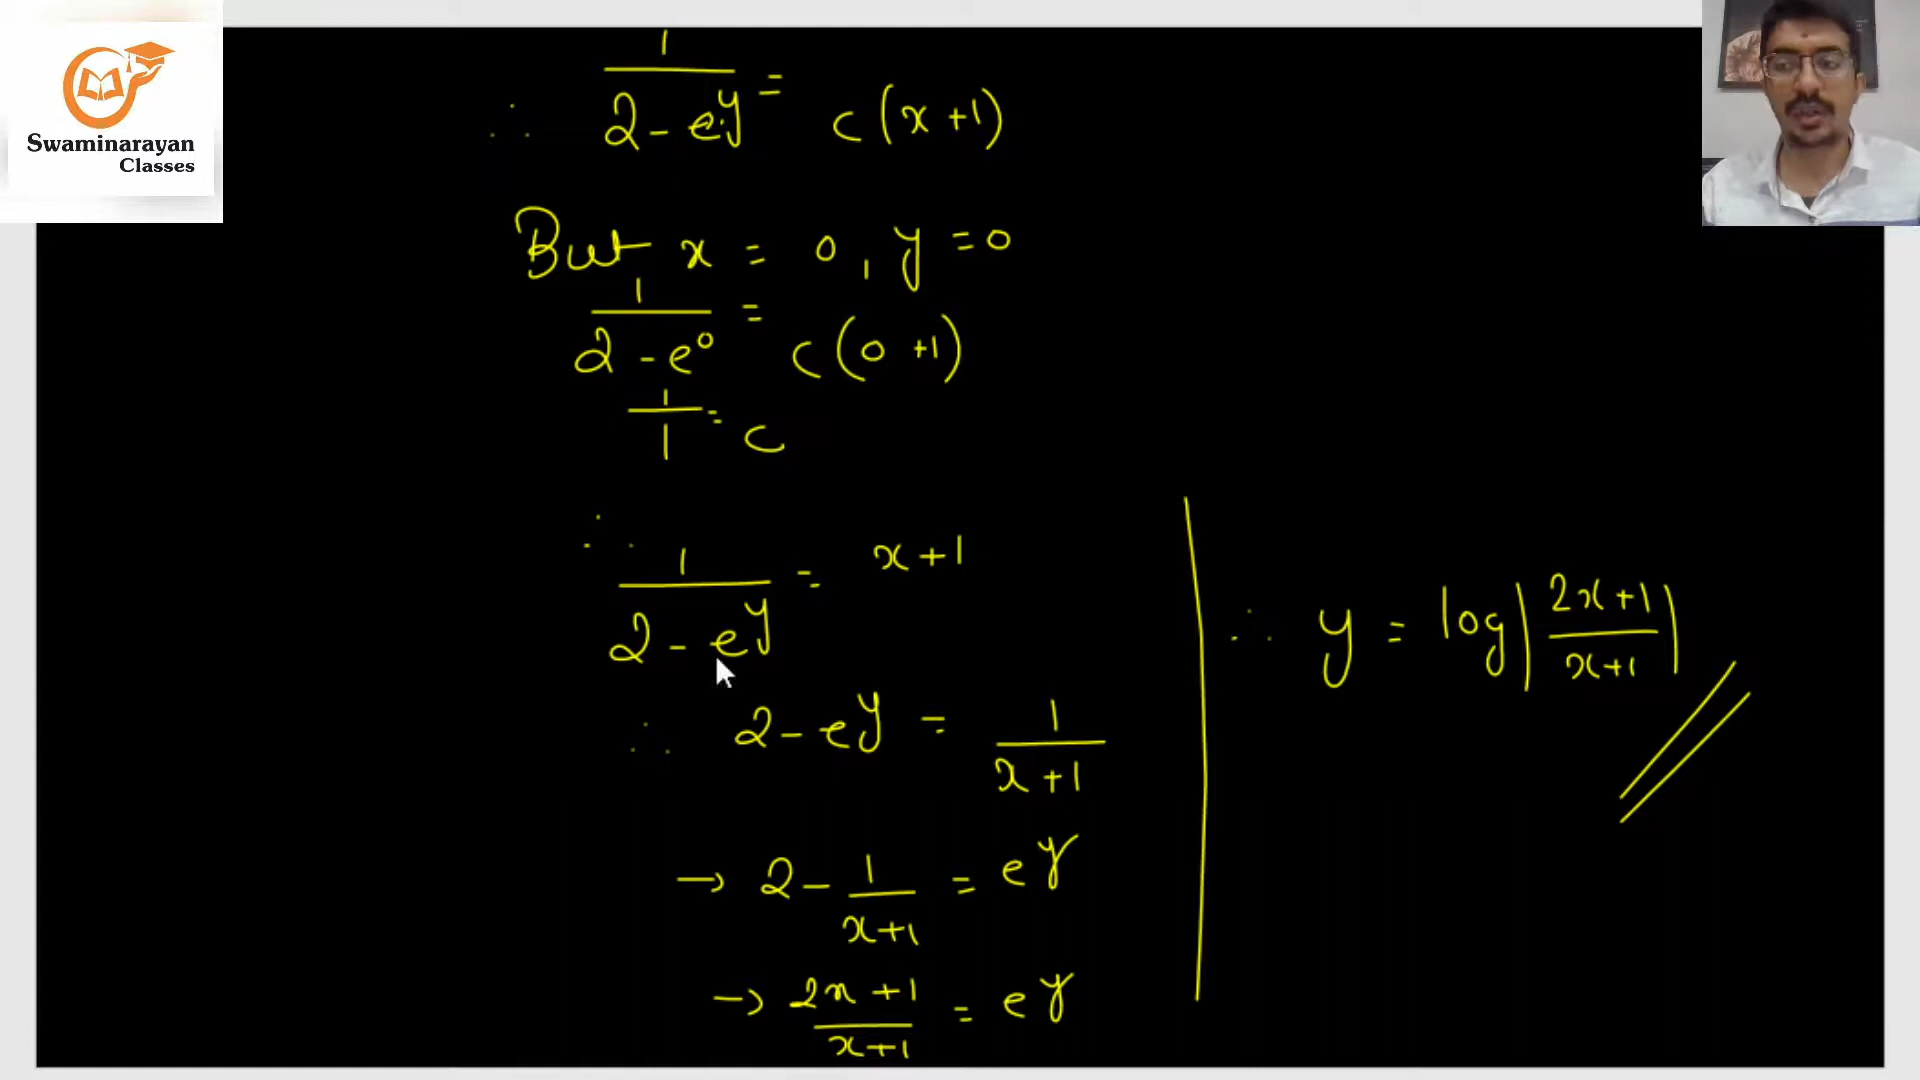 Swaminarayan
Classes
∴ 1/(2 - e^y) = c(x+1)
But x = 0, y = 0
1/(2 - e^0) = c(0+1)
1/1 = c
∴ 1/(2 - e^y) = x+1
∴ 2 - e^y = 1/(x+1)
→ 2 - 1/(x+1) = e^y
→ (2x+1)/(x+1) = e^y
∴ y = log|(2x+1)/(x+1)|